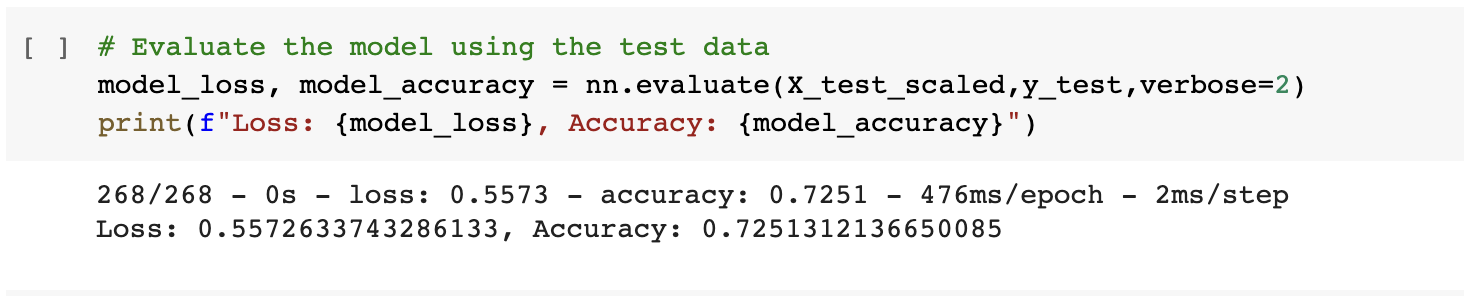 [ ] # Evaluate the model using the test data
model_loss, model_accuracy = nn.evaluate(X_test_scaled,y_test,verbose=2)
print(f"Loss: {model_loss}, Accuracy: {model_accuracy}")
268/268 - 0s - loss: 0.5573 - accuracy: 0.7251 - 476ms/epoch - 2ms/step
Loss: 0.5572633743286133, Accuracy: 0.7251312136650085